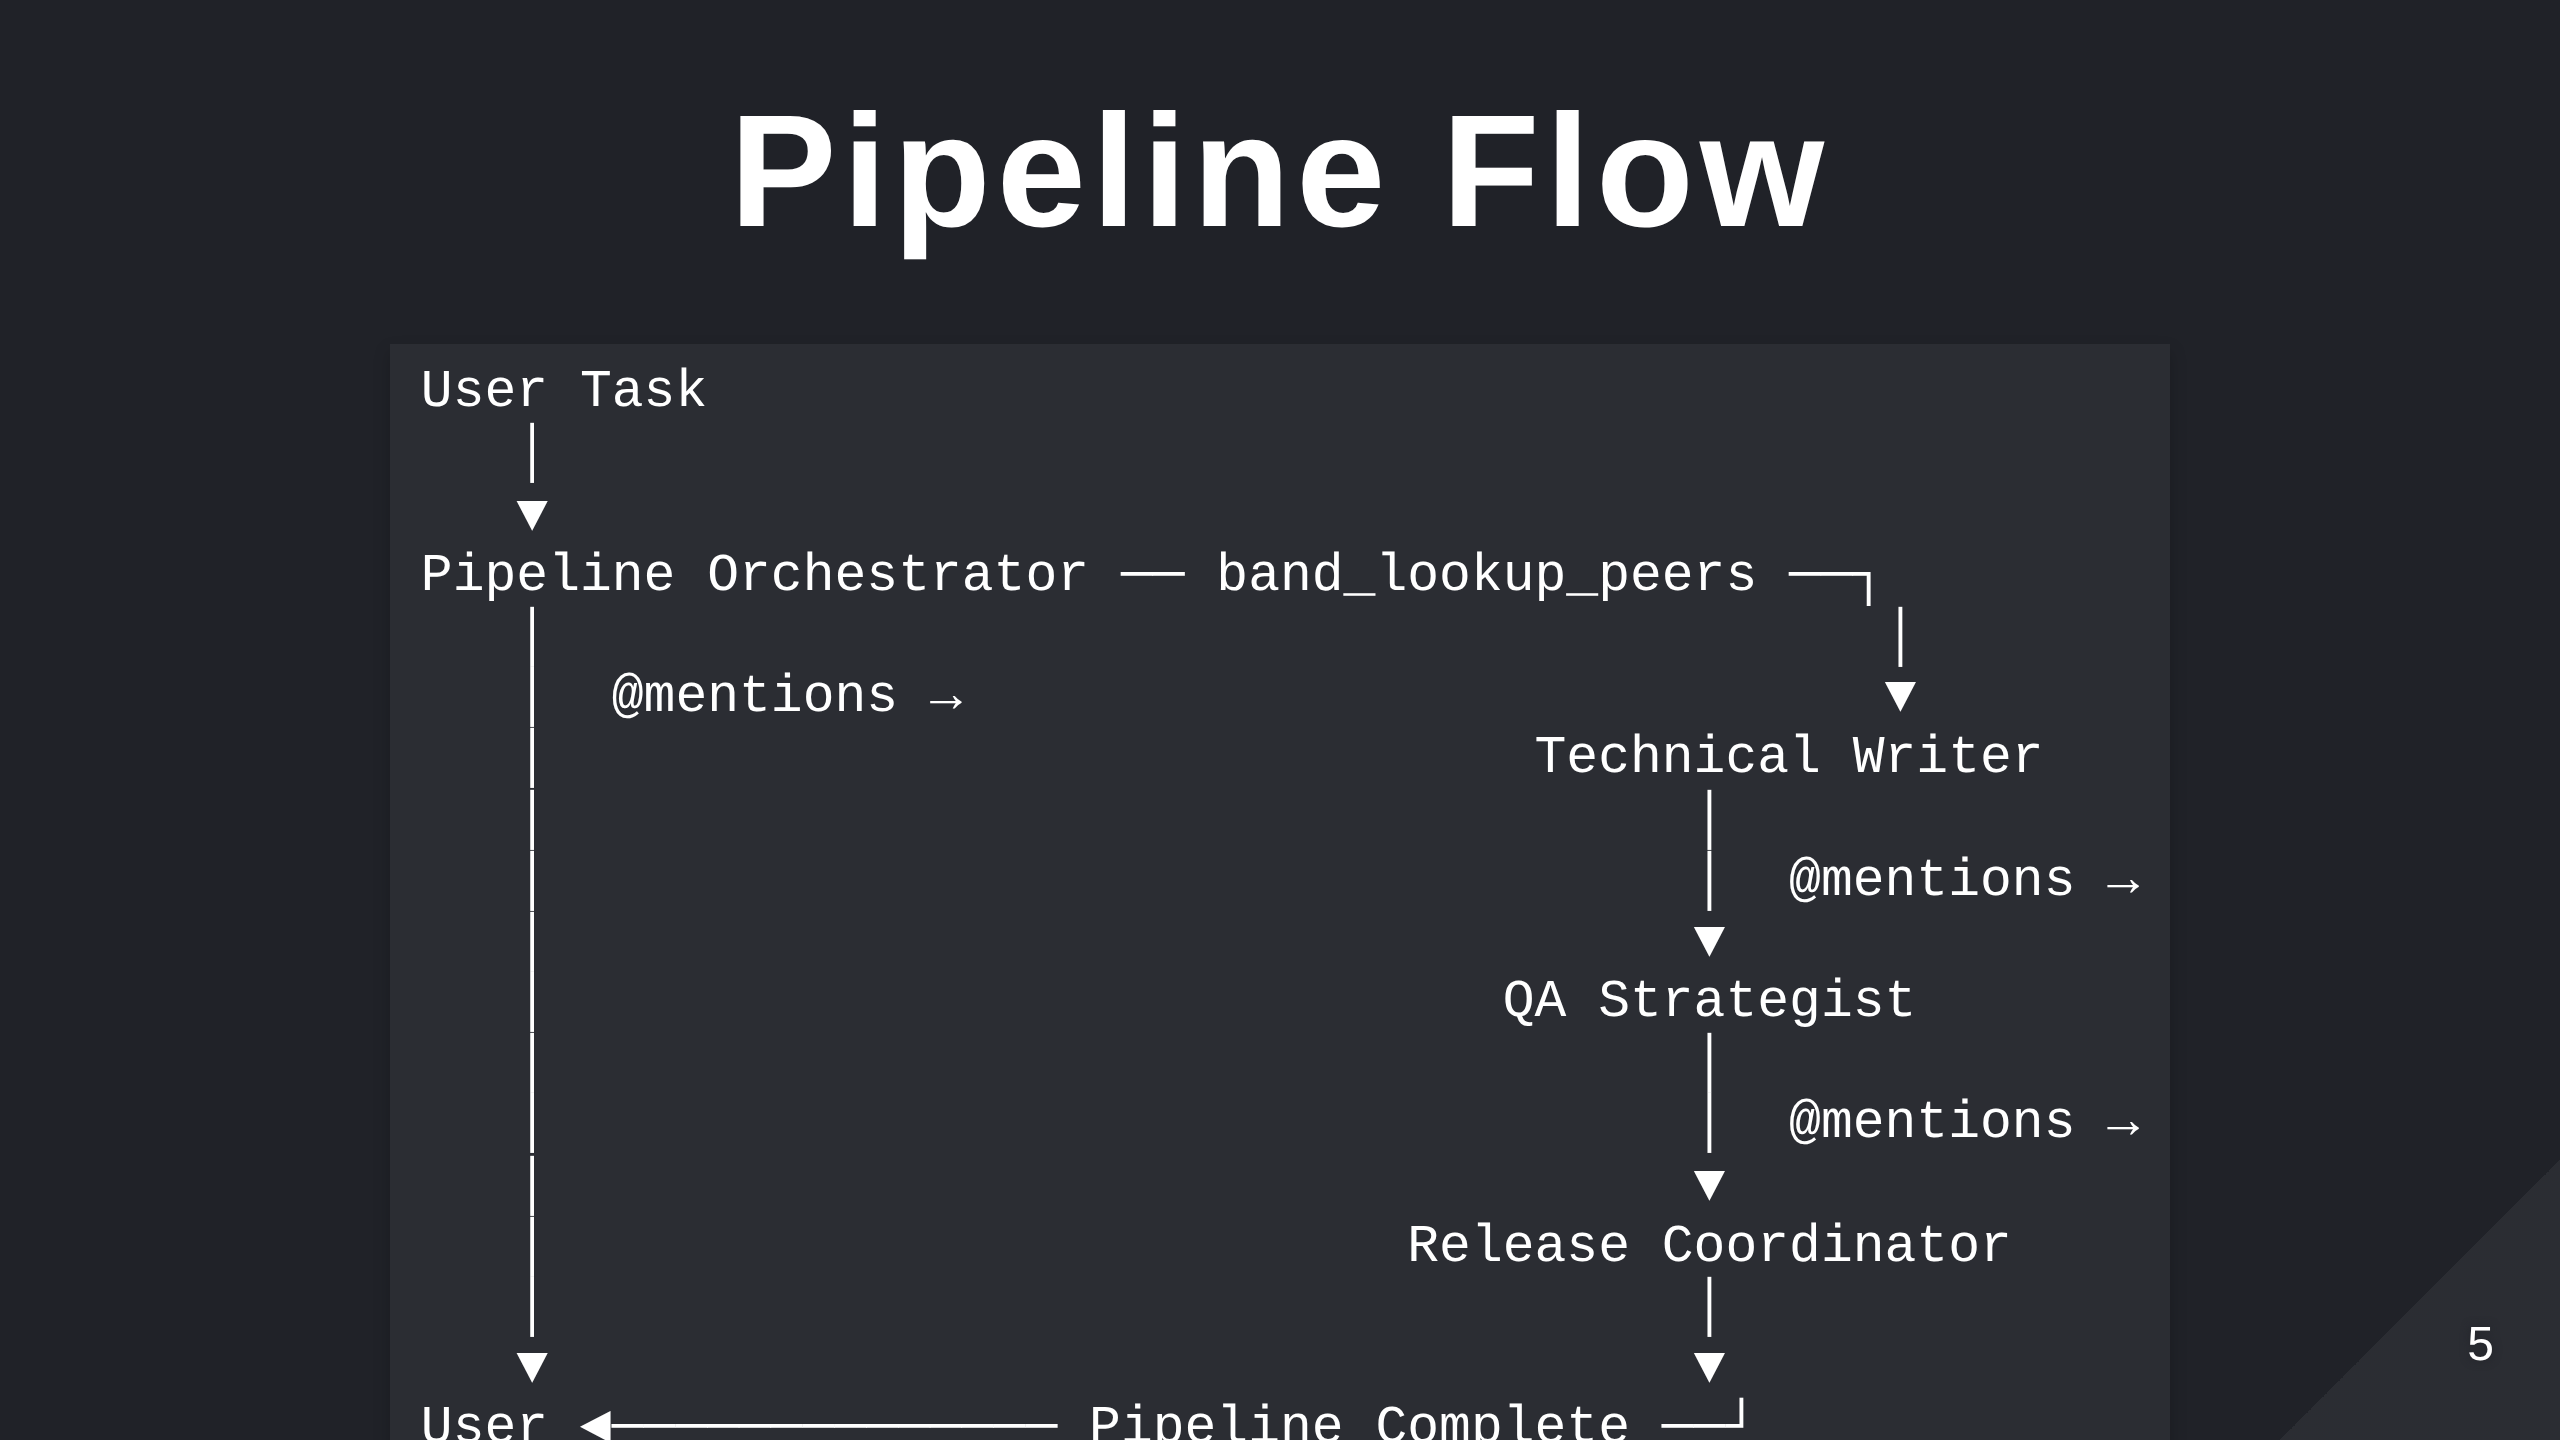 Pipeline Flow
User Task
│
▼
Pipeline Orchestrator ── band_lookup_peers ──┐
│ │
│ @mentions → ▼
│ Technical Writer
│ │
│ │ @mentions →
│ ▼
│ QA Strategist
│ │
│ │ @mentions →
│ ▼
│ Release Coordinator
│ │
▼ ▼
User ◄────────────── Pipeline Complete ──┘
5